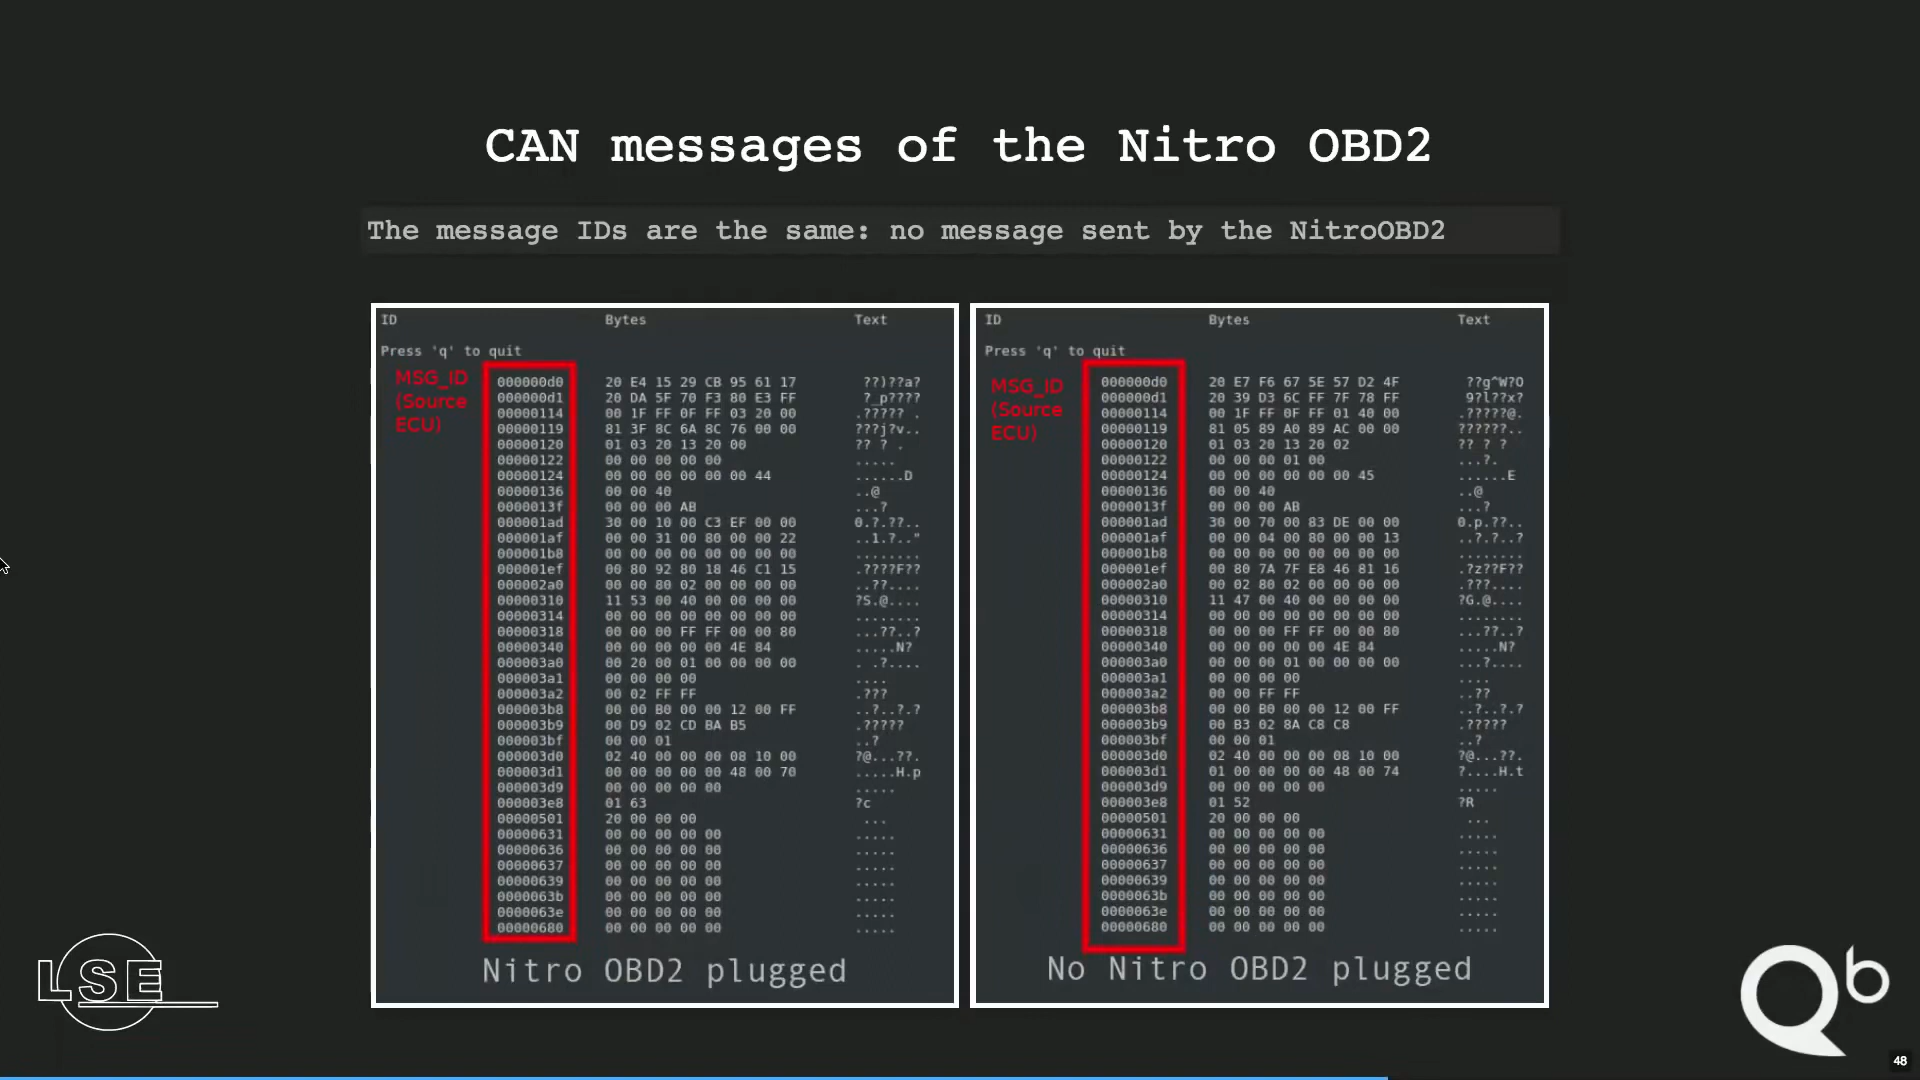 CAN messages of the Nitro OBD2
The message IDs are the same: no message sent by the NitroOBD2
ID Bytes Text
Press 'q' to quit
MSG_ID
(Source
ECU)
000000d0 20 E4 15 29 CB 95 61 17 ??)??a?
000000d1 20 DA 5F 70 F3 80 E3 FF ?_p????
00000114 00 1F FF 0F FF 03 20 00 .????? .
00000119 81 3F 8C 6A 8C 76 00 00 ???j?v..
00000120 01 03 20 13 20 00 ?? ? .
00000122 00 00 00 00 00 .....
00000124 00 00 00 00 00 00 44 ......D
00000136 00 00 40 ..@
0000013f 00 00 00 AB ...?
000001ad 30 00 10 00 C3 EF 00 00 0.?.??..
000001af 00 00 31 00 80 00 00 22 ..1.?.."
000001b8 00 00 00 00 00 00 00 00 ........
000001ef 00 80 92 80 18 46 C1 15 .????F??
000002a0 00 00 80 02 00 00 00 00 ..??....
00000310 11 53 00 40 00 00 00 00 ?S.@....
00000314 00 00 00 00 00 00 00 00 ........
00000318 00 00 00 FF FF 00 00 80 ...??..?
00000340 00 00 00 00 00 4E 84 .....N?
000003a0 00 20 00 01 00 00 00 00 . .?....
000003a1 00 00 00 00 ....
000003a2 00 02 FF FF .???
000003b8 00 00 B0 00 00 12 00 FF ..?..?.?
000003b9 00 D9 02 CD BA B5 .?????
000003bf 00 00 01 ..?
000003d0 02 40 00 00 00 08 10 00 ?@...??.
000003d1 00 00 00 00 00 48 00 70 .....H.p
000003d9 00 00 00 00 00 .....
000003e8 01 63 ?c
00000501 20 00 00 00 ...
00000631 00 00 00 00 00 .....
00000636 00 00 00 00 00 .....
00000637 00 00 00 00 00 .....
00000639 00 00 00 00 00 .....
0000063b 00 00 00 00 00 .....
0000063e 00 00 00 00 00 .....
00000680 00 00 00 00 00 .....
Nitro OBD2 plugged
ID Bytes Text
Press 'q' to quit
MSG_ID
(Source
ECU)
000000d0 20 E7 F6 67 5E 57 D2 4F ??g^W?O
000000d1 20 39 D3 6C FF 7F 78 FF 9?l??x?
00000114 00 1F FF 0F FF 01 40 00 .?????@.
00000119 81 05 89 A0 89 AC 00 00 ??????..
00000120 01 03 20 13 20 02 ?? ? ?
00000122 00 00 00 01 00 ...?.
00000124 00 00 00 00 00 00 45 ......E
00000136 00 00 40 ..@
0000013f 00 00 00 AB ...?
000001ad 30 00 70 00 83 DE 00 00 0.p.??..
000001af 00 00 04 00 80 00 00 13 ..?.?..?
000001b8 00 00 00 00 00 00 00 00 ........
000001ef 00 80 7A 7F E8 46 81 16 .?z??F??
000002a0 00 02 80 02 00 00 00 00 .???....
00000310 11 47 00 40 00 00 00 00 ?G.@....
00000314 00 00 00 00 00 00 00 00 ........
00000318 00 00 00 FF FF 00 00 80 ...??..?
00000340 00 00 00 00 00 4E 84 .....N?
000003a0 00 00 00 01 00 00 00 00 ...?....
000003a1 00 00 00 00 ....
000003a2 00 00 FF FF ..??
000003b8 00 00 B0 00 00 12 00 FF ..?..?.?
000003b9 00 B3 02 8A C8 C8 .?????
000003bf 00 00 01 ..?
000003d0 02 40 00 00 00 08 10 00 ?@...??.
000003d1 01 00 00 00 00 48 00 74 ?....H.t
000003d9 00 00 00 00 00 .....
000003e8 01 52 ?R
00000501 20 00 00 00 ...
00000631 00 00 00 00 00 .....
00000636 00 00 00 00 00 .....
00000637 00 00 00 00 00 .....
00000639 00 00 00 00 00 .....
0000063b 00 00 00 00 00 .....
0000063e 00 00 00 00 00 .....
00000680 00 00 00 00 00 .....
No Nitro OBD2 plugged
LSE
Qb
48